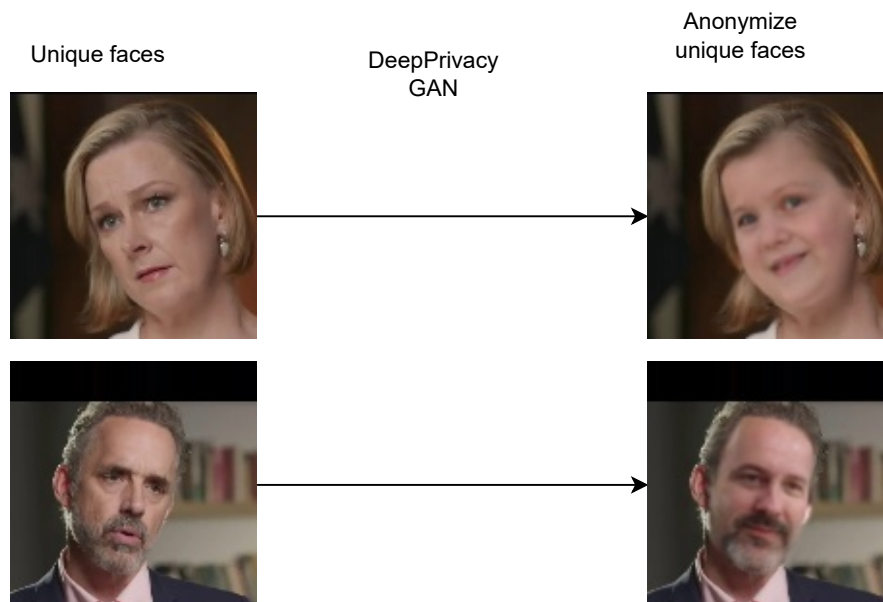 Unique faces
DeepPrivacy
GAN
Anonymize
unique faces